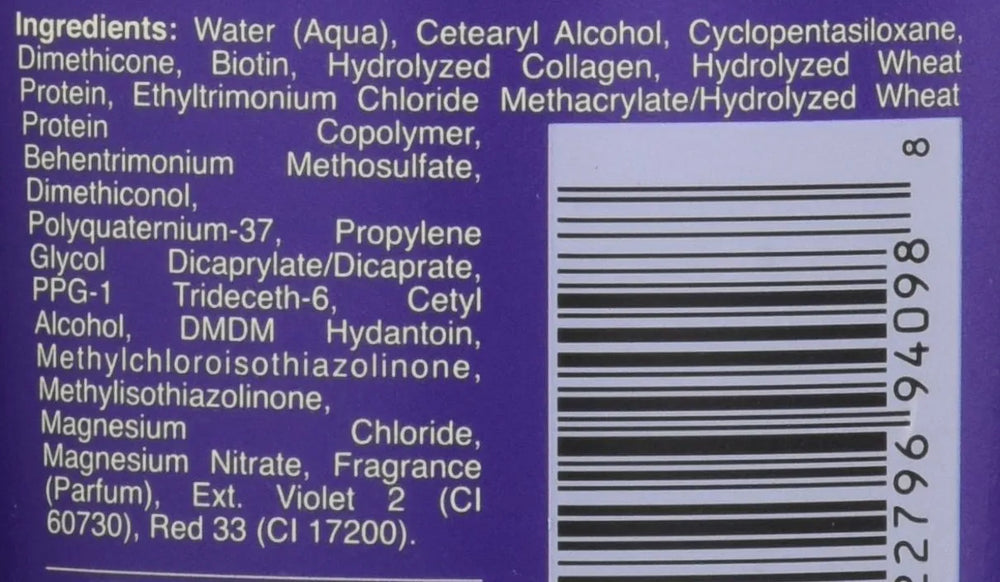 Ingredients: Water (Aqua), Cetearyl Alcohol, Cyclopentasiloxane,
Dimethicone, Biotin, Hydrolyzed Collagen, Hydrolyzed Wheat
Protein, Ethyltrimonium Chloride Methacrylate/Hydrolyzed Wheat
Protein Copolymer,
Behentrimonium Methosulfate,
Dimethiconol,
Polyquaternium-37, Propylene
Glycol Dicaprylate/Dicaprate,
PPG-1 Trideceth-6, Cetyl
Alcohol, DMDM Hydantoin,
Methylchloroisothiazolinone,
Methylisothiazolinone,
Magnesium Chloride,
Magnesium Nitrate, Fragrance
(Parfum), Ext. Violet 2 (CI
60730), Red 33 (CI 17200).
22796 94098 8